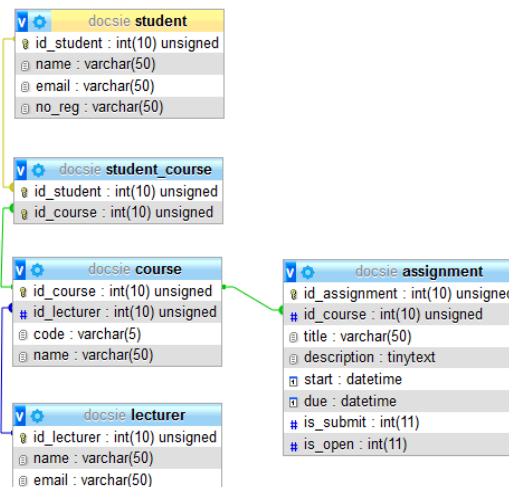 docsie student
id_student : int(10) unsigned
name : varchar(50)
email : varchar(50)
no_reg : varchar(50)
docsie student_course
id_student : int(10) unsigned
id_course : int(10) unsigned
docsie course
id_course : int(10) unsigned
# id_lecturer : int(10) unsigned
code : varchar(5)
name : varchar(50)
docsie lecturer
id_lecturer : int(10) unsigned
name : varchar(50)
email : varchar(50)
docsie assignment
id_assignment : int(10) unsigned
# id_course : int(10) unsigned
title : varchar(50)
description : tinytext
start : datetime
due : datetime
# is_submit : int(11)
# is_open : int(11)